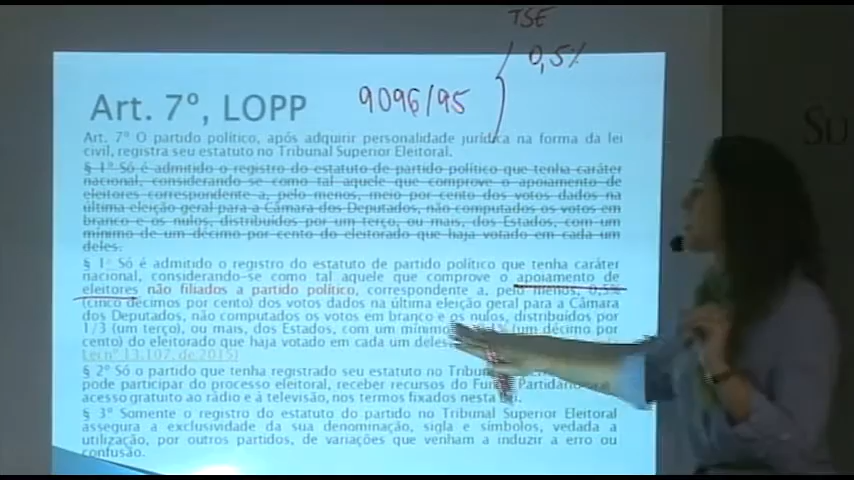 TSE
0,5%
Art. 7º, LOPP
9096/95
Art. 7º O partido político, após adquirir personalidade jurídica na forma da lei
civil, registra seu estatuto no Tribunal Superior Eleitoral.
§ 1º Só é admitido o registro do estatuto de partido político que tenha caráter
nacional, considerando-se como tal aquele que comprove o apoiamento de
eleitores correspondente a, pelo menos, meio por cento dos votos dados na
última eleição geral para a Câmara dos Deputados, não computados os votos em
branco e os nulos, distribuídos por um terço, ou mais, dos Estados, com um
mínimo de um décimo por cento do eleitorado que haja votado em cada um
deles.
§ 1º Só é admitido o registro do estatuto de partido político que tenha caráter
nacional, considerando-se como tal aquele que comprove o apoiamento de
eleitores não filiados a partido político, correspondente a, pelo menos, 0,5%
(cinco décimos por cento) dos votos dados na última eleição geral para a Câmara
dos Deputados, não computados os votos em branco e os nulos, distribuídos por
1/3 (um terço), ou mais, dos Estados, com um mínimo (um décimo por
cento) do eleitorado que haja votado em cada um deles.
Lei nº 13.107, de 2015)
§ 2º Só o partido que tenha registrado seu estatuto no Tribunal
pode participar do processo eleitoral, receber recursos do Fundo Partidário
acesso gratuito ao rádio e à televisão, nos termos fixados nesta
§ 3º Somente o registro do estatuto do partido no Tribunal Superior Eleitoral
assegura a exclusividade da sua denominação, sigla e símbolos, vedada a
utilização, por outros partidos, de variações que venham a induzir a erro ou
confusão.